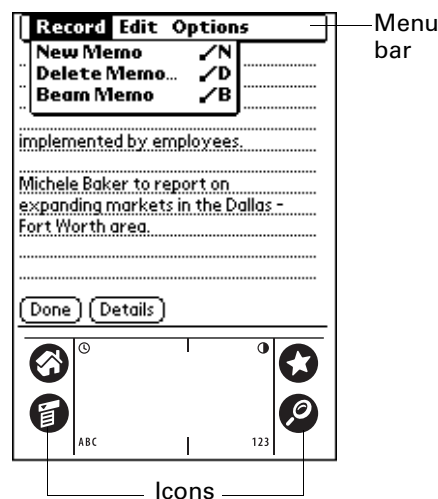 Record Edit Options
Menu bar
New Memo ⁄N
Delete Memo... ⁄D
Beam Memo ⁄B
implemented by employees.
Michele Baker to report on
expanding markets in the Dallas -
Fort Worth area.
Done Details
ABC 123
Icons